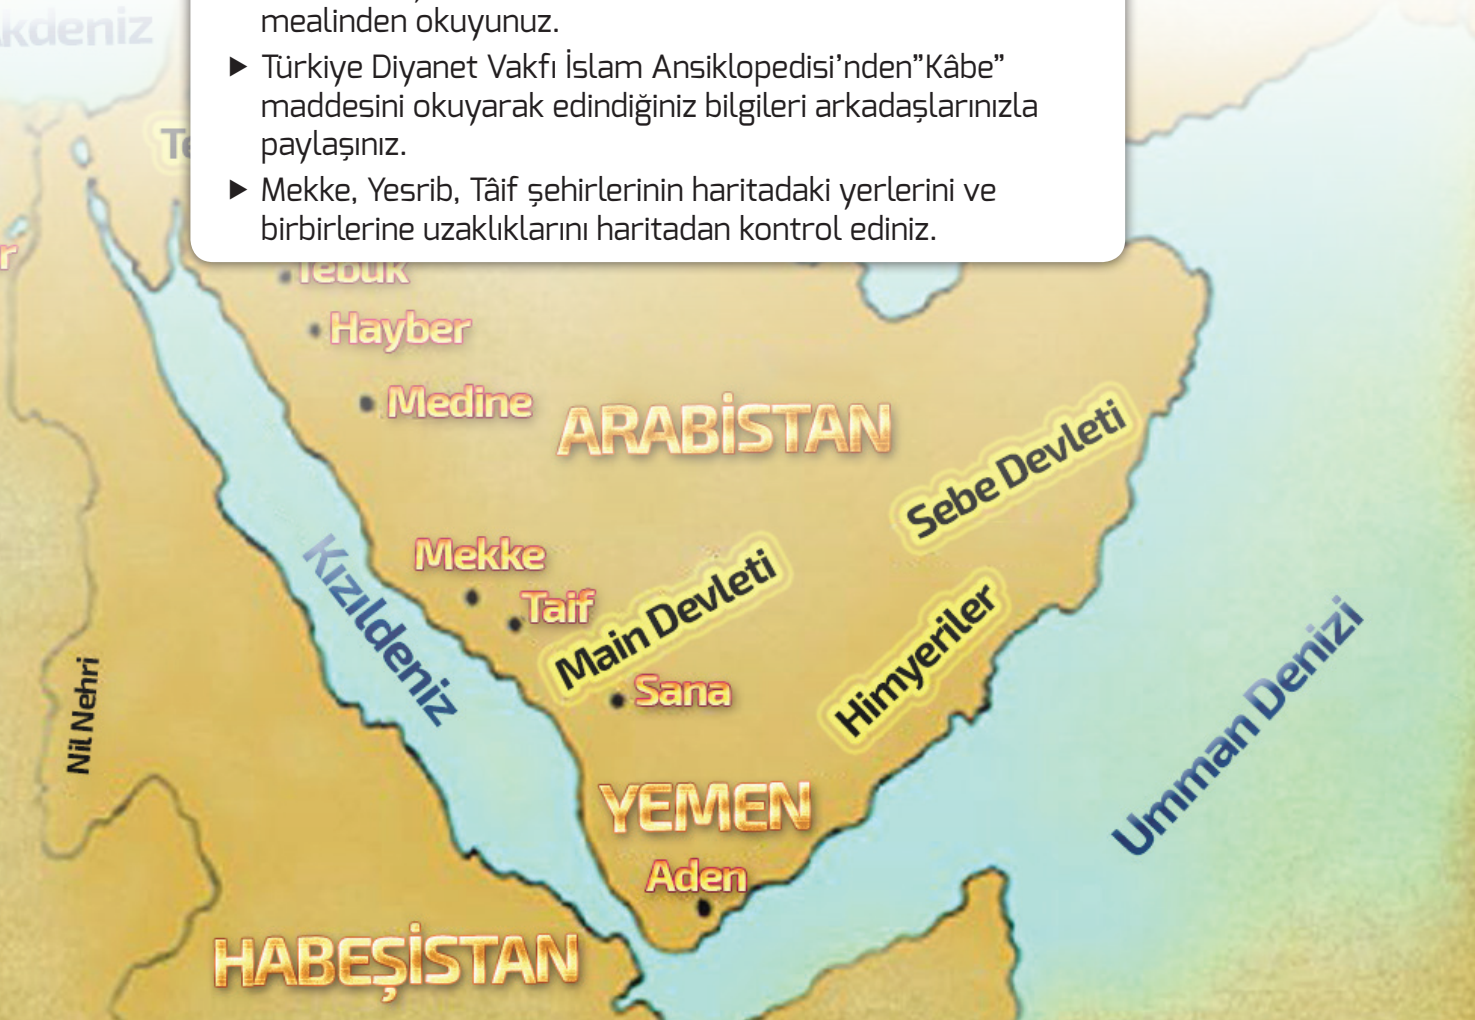 mealinden okuyunuz.
▶ Türkiye Diyanet Vakfı İslam Ansiklopedisi’nden”Kâbe”
maddesini okuyarak edindiğiniz bilgileri arkadaşlarınızla
paylaşınız.
▶ Mekke, Yesrib, Tâif şehirlerinin haritadaki yerlerini ve
birbirlerine uzaklıklarını haritadan kontrol ediniz.
Tebük
Hayber
Medine
ARABİSTAN
Sebe Devleti
Mekke
Taif
Main Devleti
Kızıldeniz
Himyeriler
Sana
Nil Nehri
Umman Denizi
YEMEN
Aden
HABEŞİSTAN